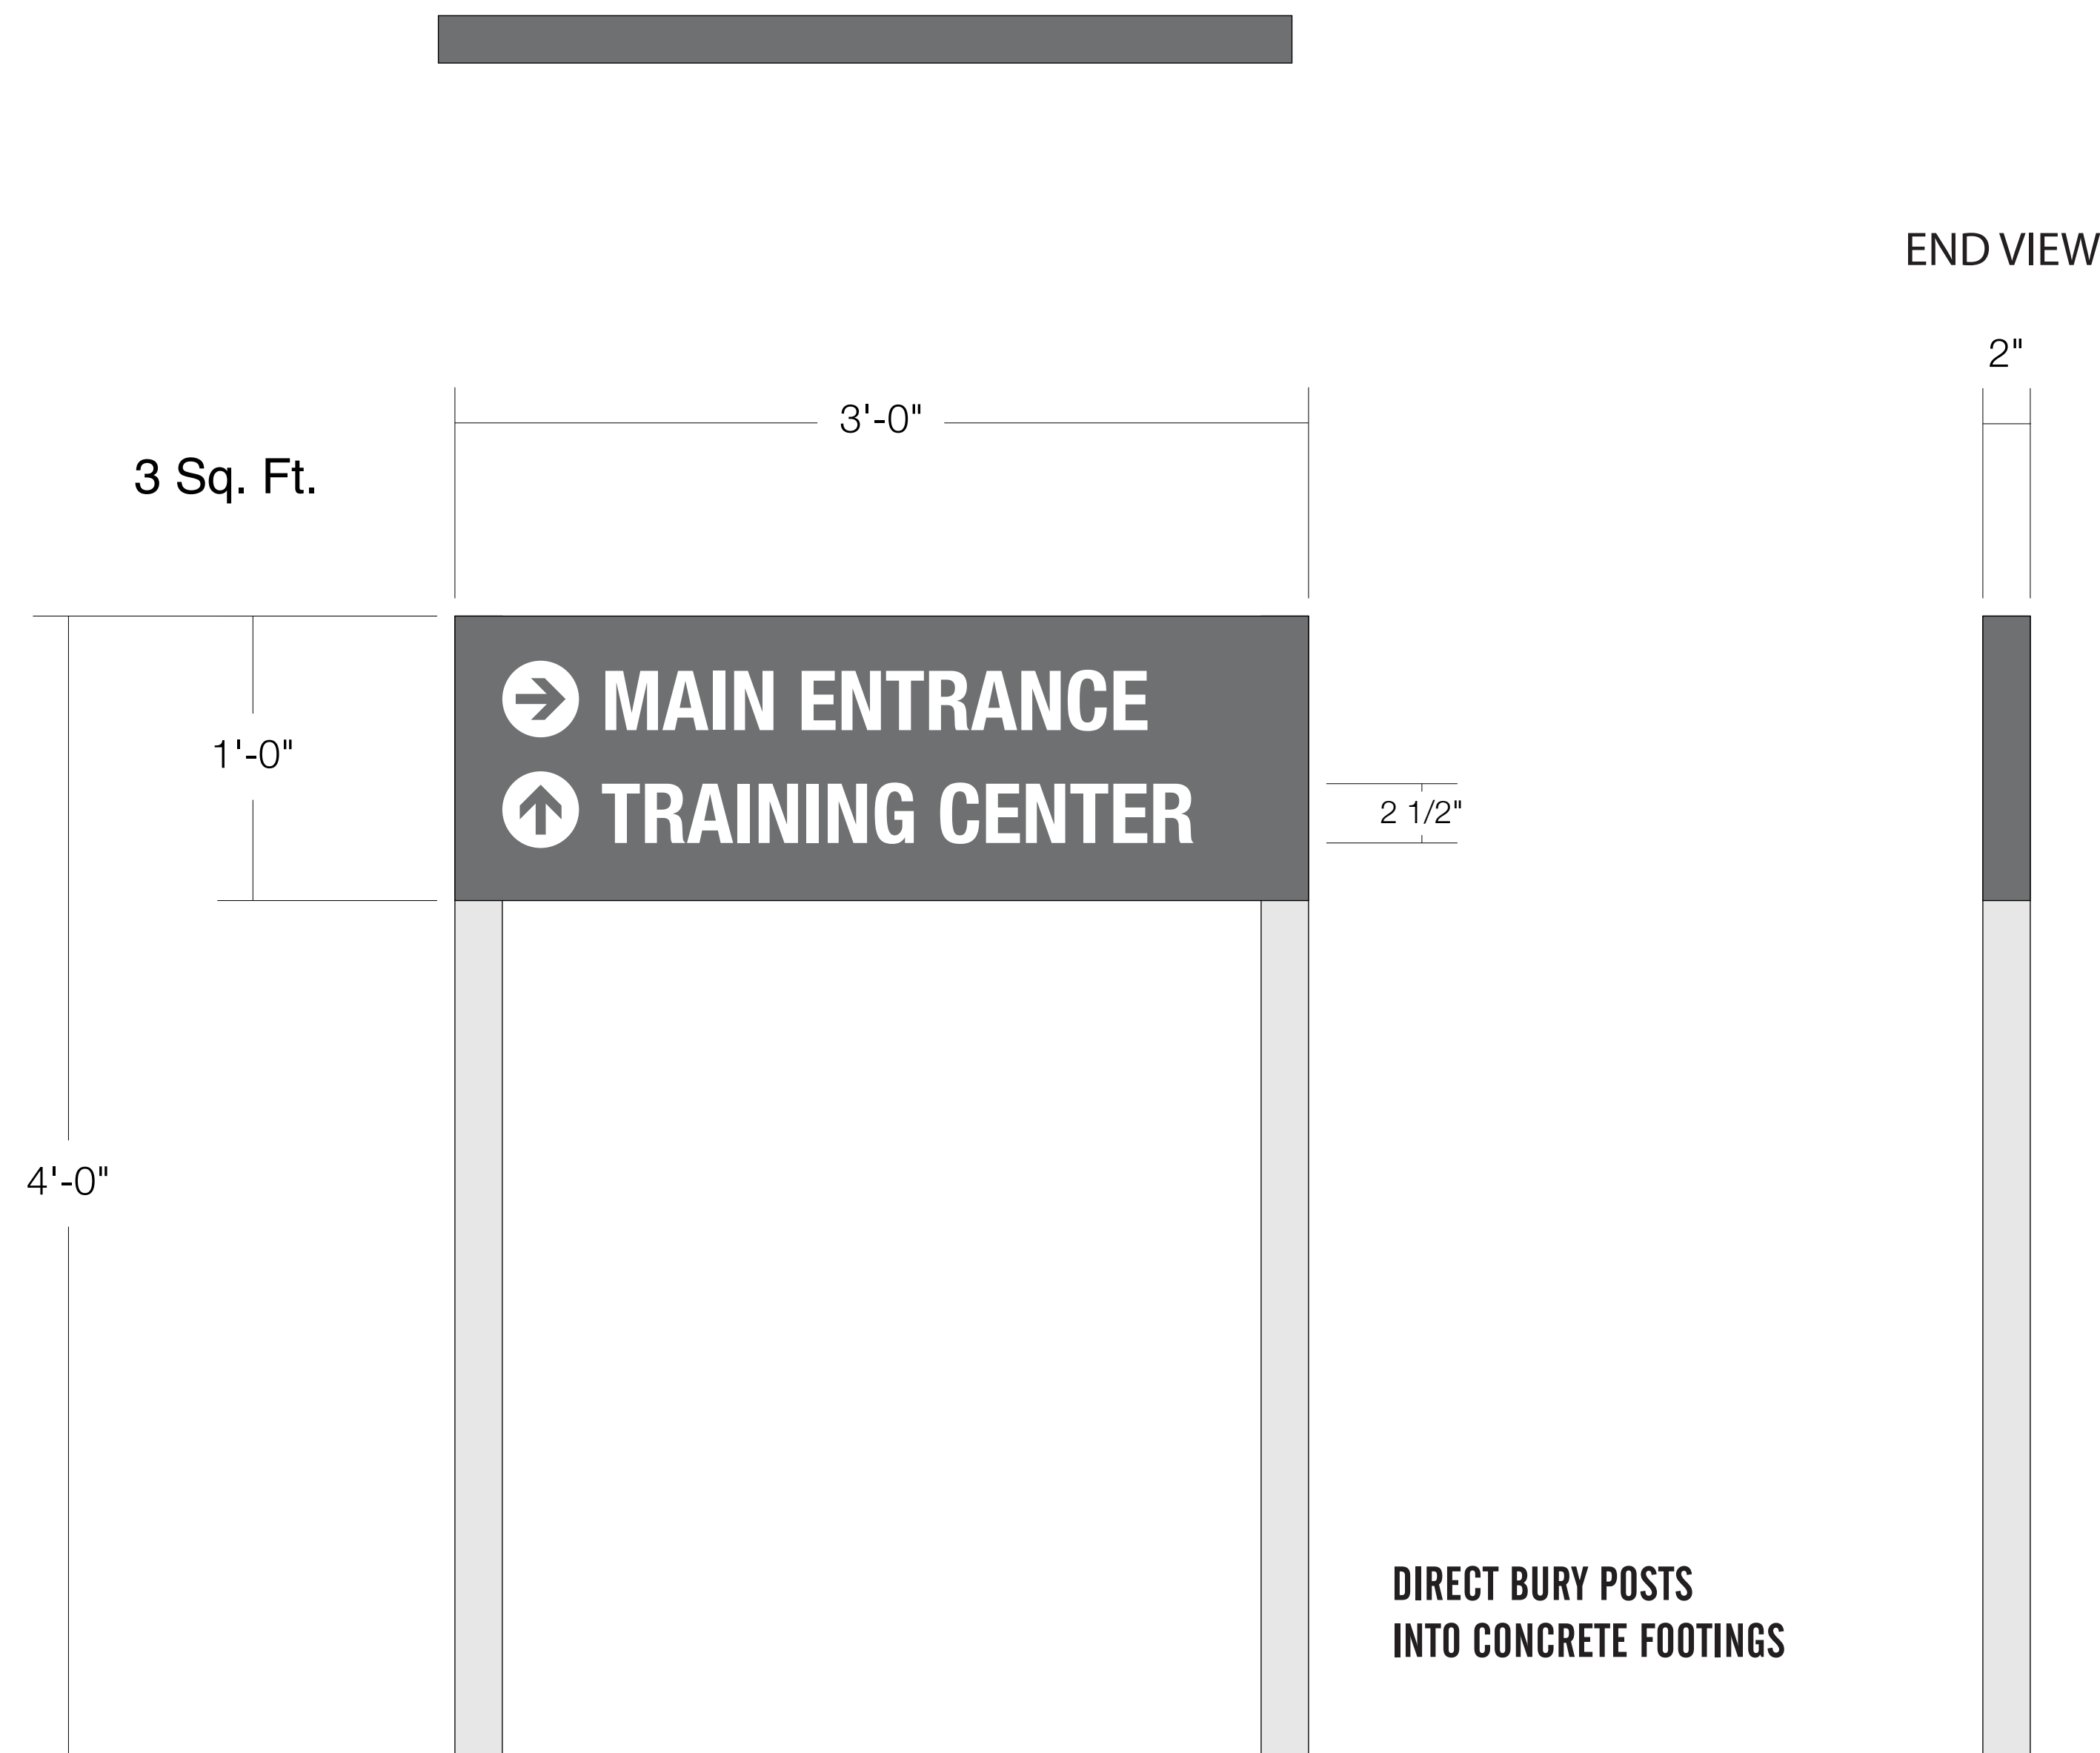 END VIEW
2"
3'-0"
3 Sq. Ft.
MAIN ENTRANCE
1'-0"
TRAINING CENTER
2 1/2"
4'-0"
DIRECT BURY POSTS
INTO CONCRETE FOOTINGS